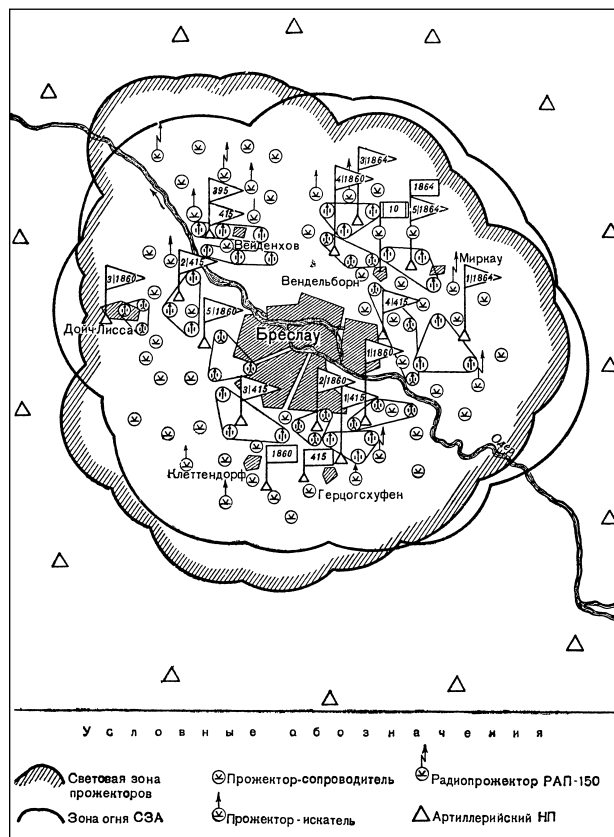 3|1864
4|1860
1864
395
10
5|1864
415
Венденхов
Миркау
2|415
Вендельборн
3|1860
1|1864
4|415
5|1860
Дойч-Лисса
Бреслау
1|1860
2|1860
3|415
1|415
Одер
1860
415
Клеттендорф
Герцогсхуфен
Условные обозначения
Световая зона
прожекторов
Прожектор-сопроводитель
Радиопрожектор РАП-150
Зона огня СЗА
Прожектор-искатель
Артиллерийский НП